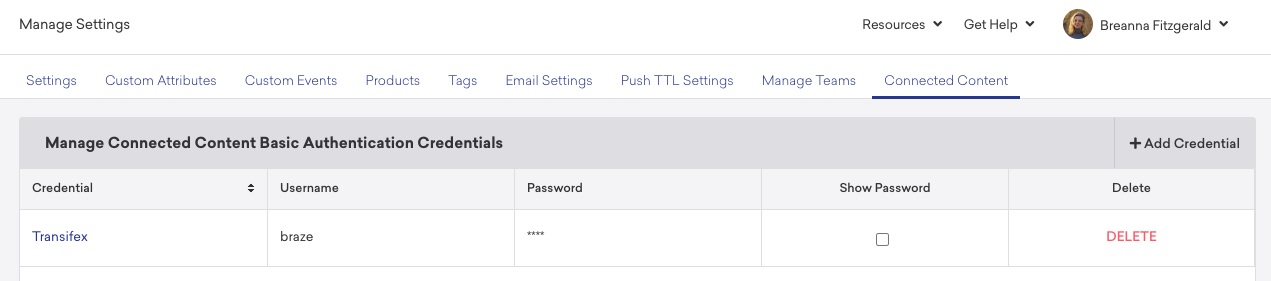 Manage Settings
Resources
Get Help
Breanna Fitzgerald
Settings
Custom Attributes
Custom Events
Products
Tags
Email Settings
Push TTL Settings
Manage Teams
Connected Content
Manage Connected Content Basic Authentication Credentials
+ Add Credential
Credential
Username
Password
Show Password
Delete
Transifex
braze
****
DELETE